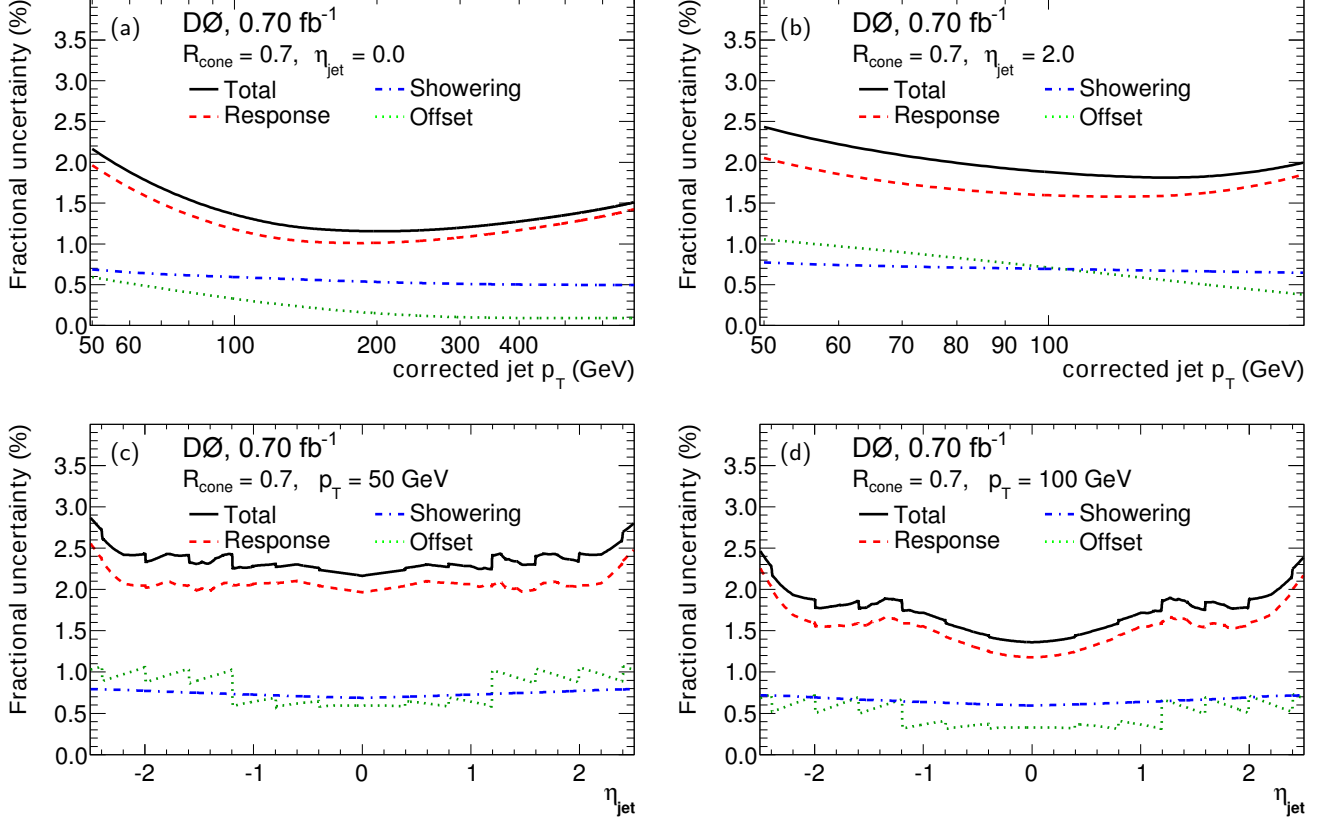 Fractional uncertainty (%)
3.5
3.0
2.5
2.0
1.5
1.0
0.5
0.0
(a)
DØ, 0.70 fb⁻¹
R_cone = 0.7, η_jet = 0.0
Total
Response
Showering
Offset
50 60 100 200 300 400
corrected jet p_T (GeV)
Fractional uncertainty (%)
3.5
3.0
2.5
2.0
1.5
1.0
0.5
0.0
(b)
DØ, 0.70 fb⁻¹
R_cone = 0.7, η_jet = 2.0
Total
Response
Showering
Offset
50 60 70 80 90 100
corrected jet p_T (GeV)
Fractional uncertainty (%)
3.5
3.0
2.5
2.0
1.5
1.0
0.5
0.0
(c)
DØ, 0.70 fb⁻¹
R_cone = 0.7, p_T = 50 GeV
Total
Response
Showering
Offset
-2 -1 0 1 2
η_jet
Fractional uncertainty (%)
3.5
3.0
2.5
2.0
1.5
1.0
0.5
0.0
(d)
DØ, 0.70 fb⁻¹
R_cone = 0.7, p_T = 100 GeV
Total
Response
Showering
Offset
-2 -1 0 1 2
η_jet